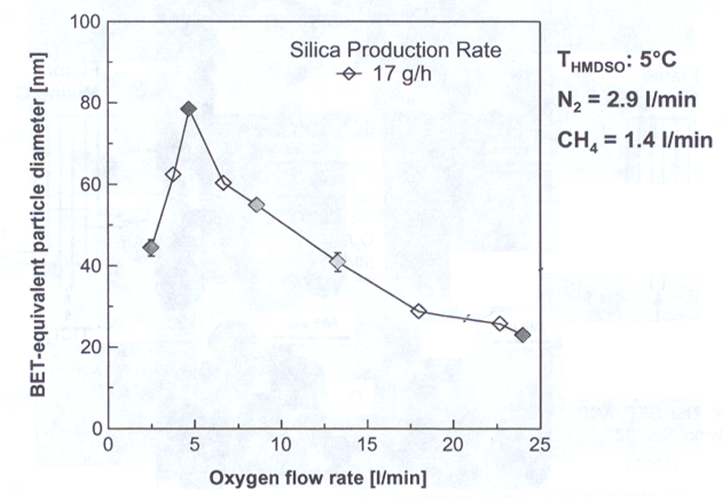 100
80
60
40
20
0
BET-equivalent particle diameter [nm]
Silica Production Rate
17 g/h
T_HMDSO: 5°C
N₂ = 2.9 l/min
CH₄ = 1.4 l/min
0 5 10 15 20 25
Oxygen flow rate [l/min]